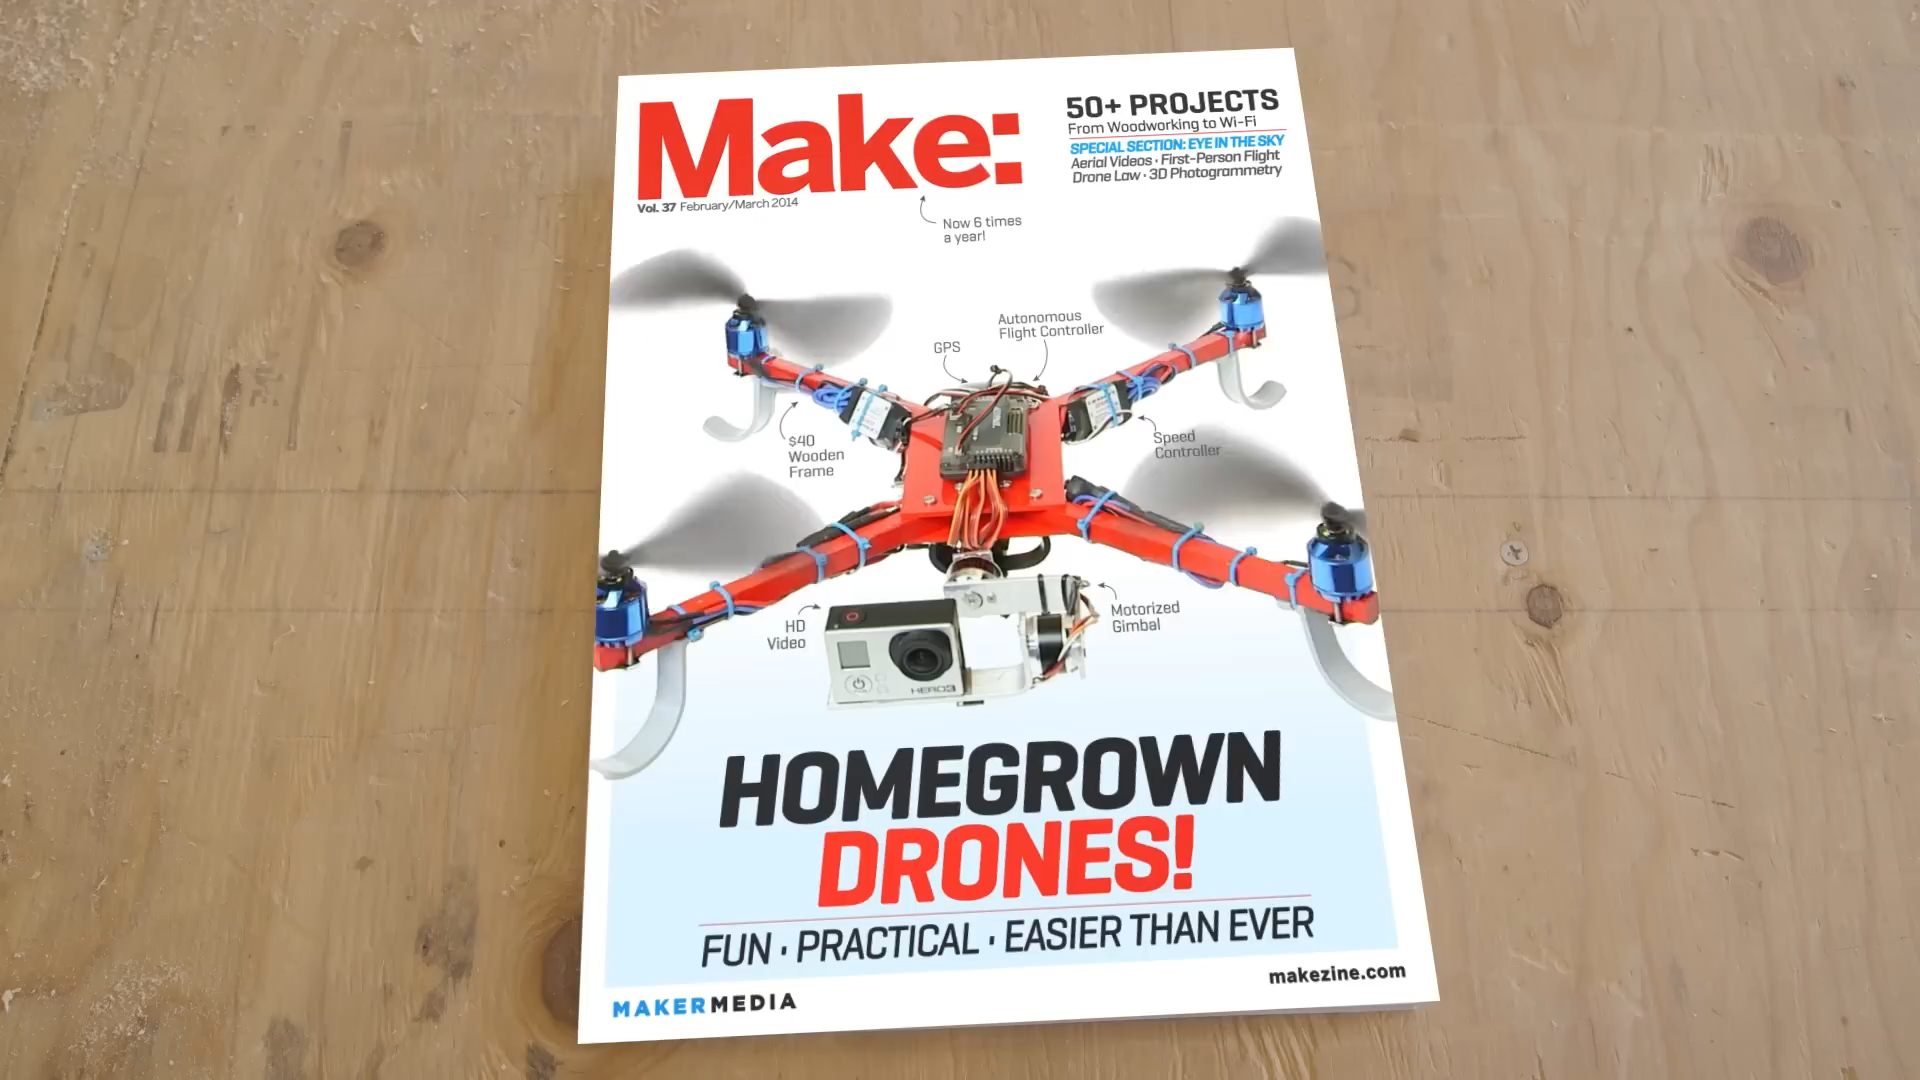 Make:
Vol. 37 February/March 2014
Now 6 times
a year!
50+ PROJECTS
From Woodworking to Wi-Fi
SPECIAL SECTION: EYE IN THE SKY
Aerial Videos · First-Person Flight
Drone Law · 3D Photogrammetry
GPS
Autonomous
Flight Controller
$40
Wooden
Frame
Speed
Controller
HD
Video
Motorized
Gimbal
HERO3
HOMEGROWN
DRONES!
FUN · PRACTICAL · EASIER THAN EVER
makezine.com
MAKERMEDIA